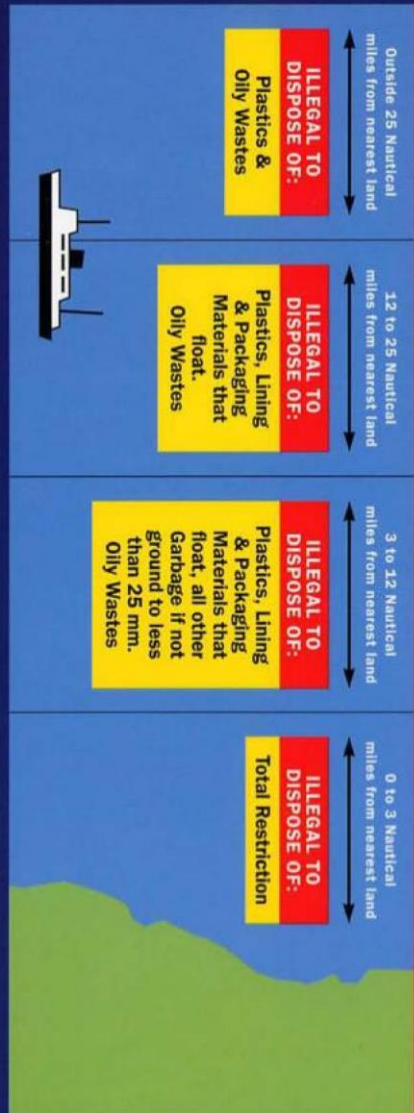 Outside 25 Nautical
miles from nearest land
ILLEGAL TO
DISPOSE OF:
Plastics &
Oily Wastes
12 to 25 Nautical
miles from nearest land
ILLEGAL TO
DISPOSE OF:
Plastics, Lining
& Packaging
Materials that
float.
Oily Wastes
3 to 12 Nautical
miles from nearest land
ILLEGAL TO
DISPOSE OF:
Plastics, Lining
& Packaging
Materials that
float, all other
Garbage if not
ground to less
than 25 mm.
Oily Wastes
0 to 3 Nautical
miles from nearest land
ILLEGAL TO
DISPOSE OF:
Total Restriction